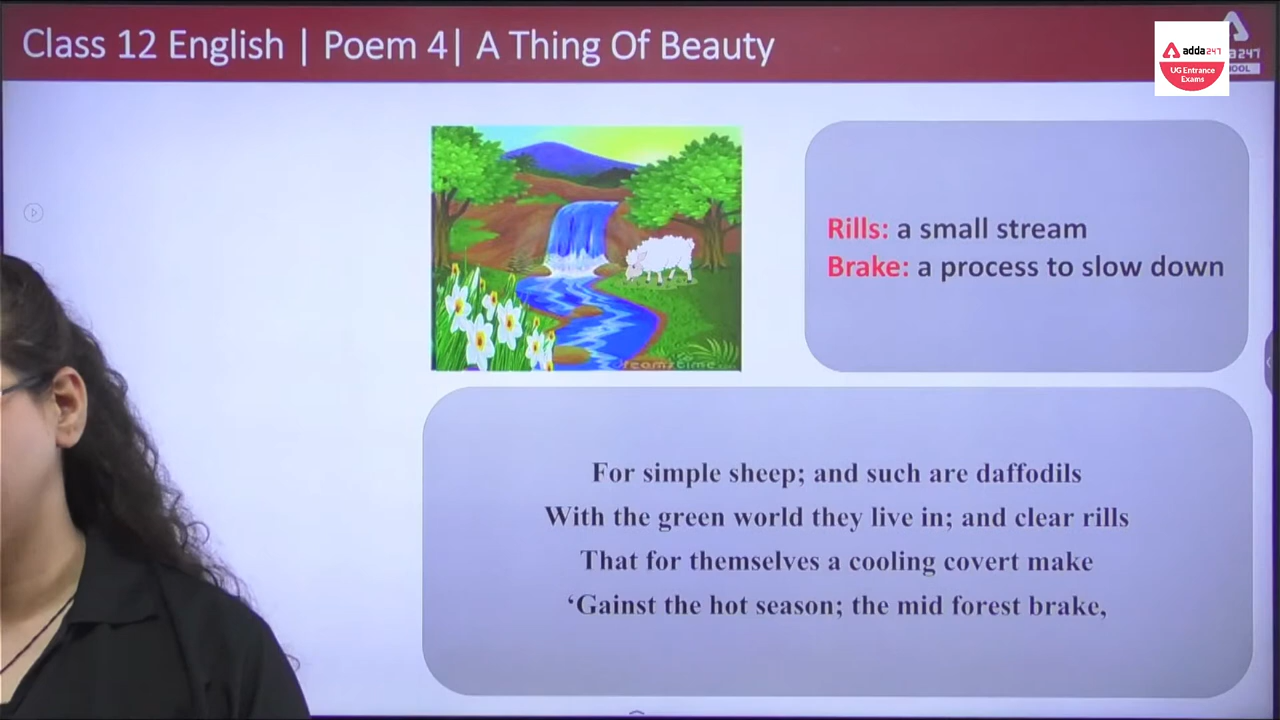 Class 12 English | Poem 4| A Thing Of Beauty
adda247
UG Entrance
Exams
Rills: a small stream
Brake: a process to slow down
dreamstime
For simple sheep; and such are daffodils
With the green world they live in; and clear rills
That for themselves a cooling covert make
‘Gainst the hot season; the mid forest brake,